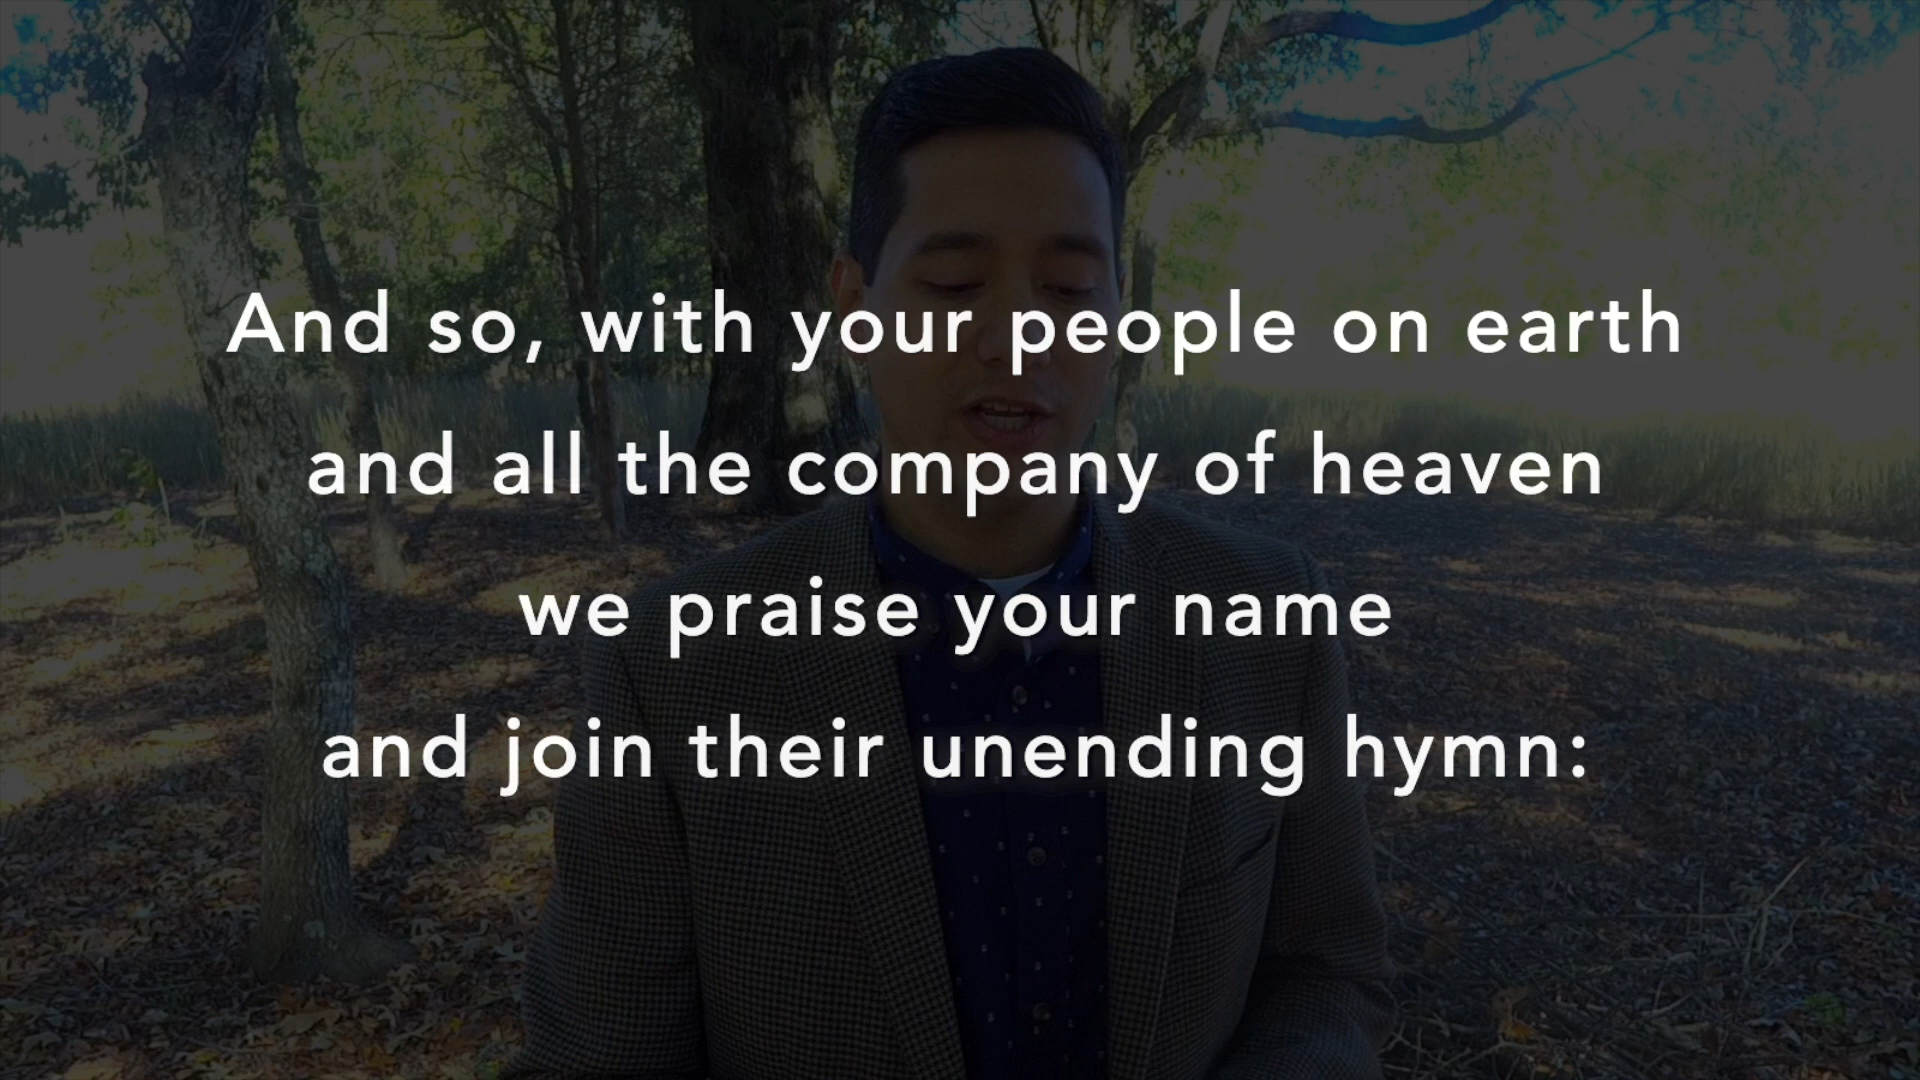 And so, with your people on earth
and all the company of heaven
we praise your name
and join their unending hymn: